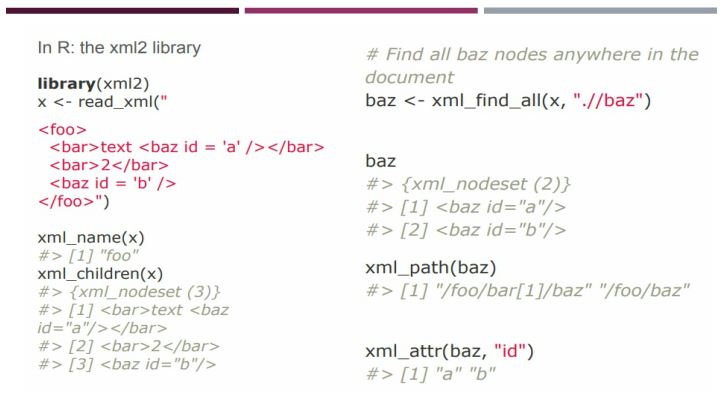 In R: the xml2 library
library(xml2)
x <- read_xml("
<foo>
  <bar>text <baz id = 'a' /></bar>
  <bar>2</bar>
  <baz id = 'b' />
</foo>")
xml_name(x)
#> [1] "foo"
xml_children(x)
#> {xml_nodeset (3)}
#> [1] <bar>text <baz
id="a"/></bar>
#> [2] <bar>2</bar>
#> [3] <baz id="b"/>
# Find all baz nodes anywhere in the
document
baz <- xml_find_all(x, ".//baz")
baz
#> {xml_nodeset (2)}
#> [1] <baz id="a"/>
#> [2] <baz id="b"/>
xml_path(baz)
#> [1] "/foo/bar[1]/baz" "/foo/baz"
xml_attr(baz, "id")
#> [1] "a" "b"